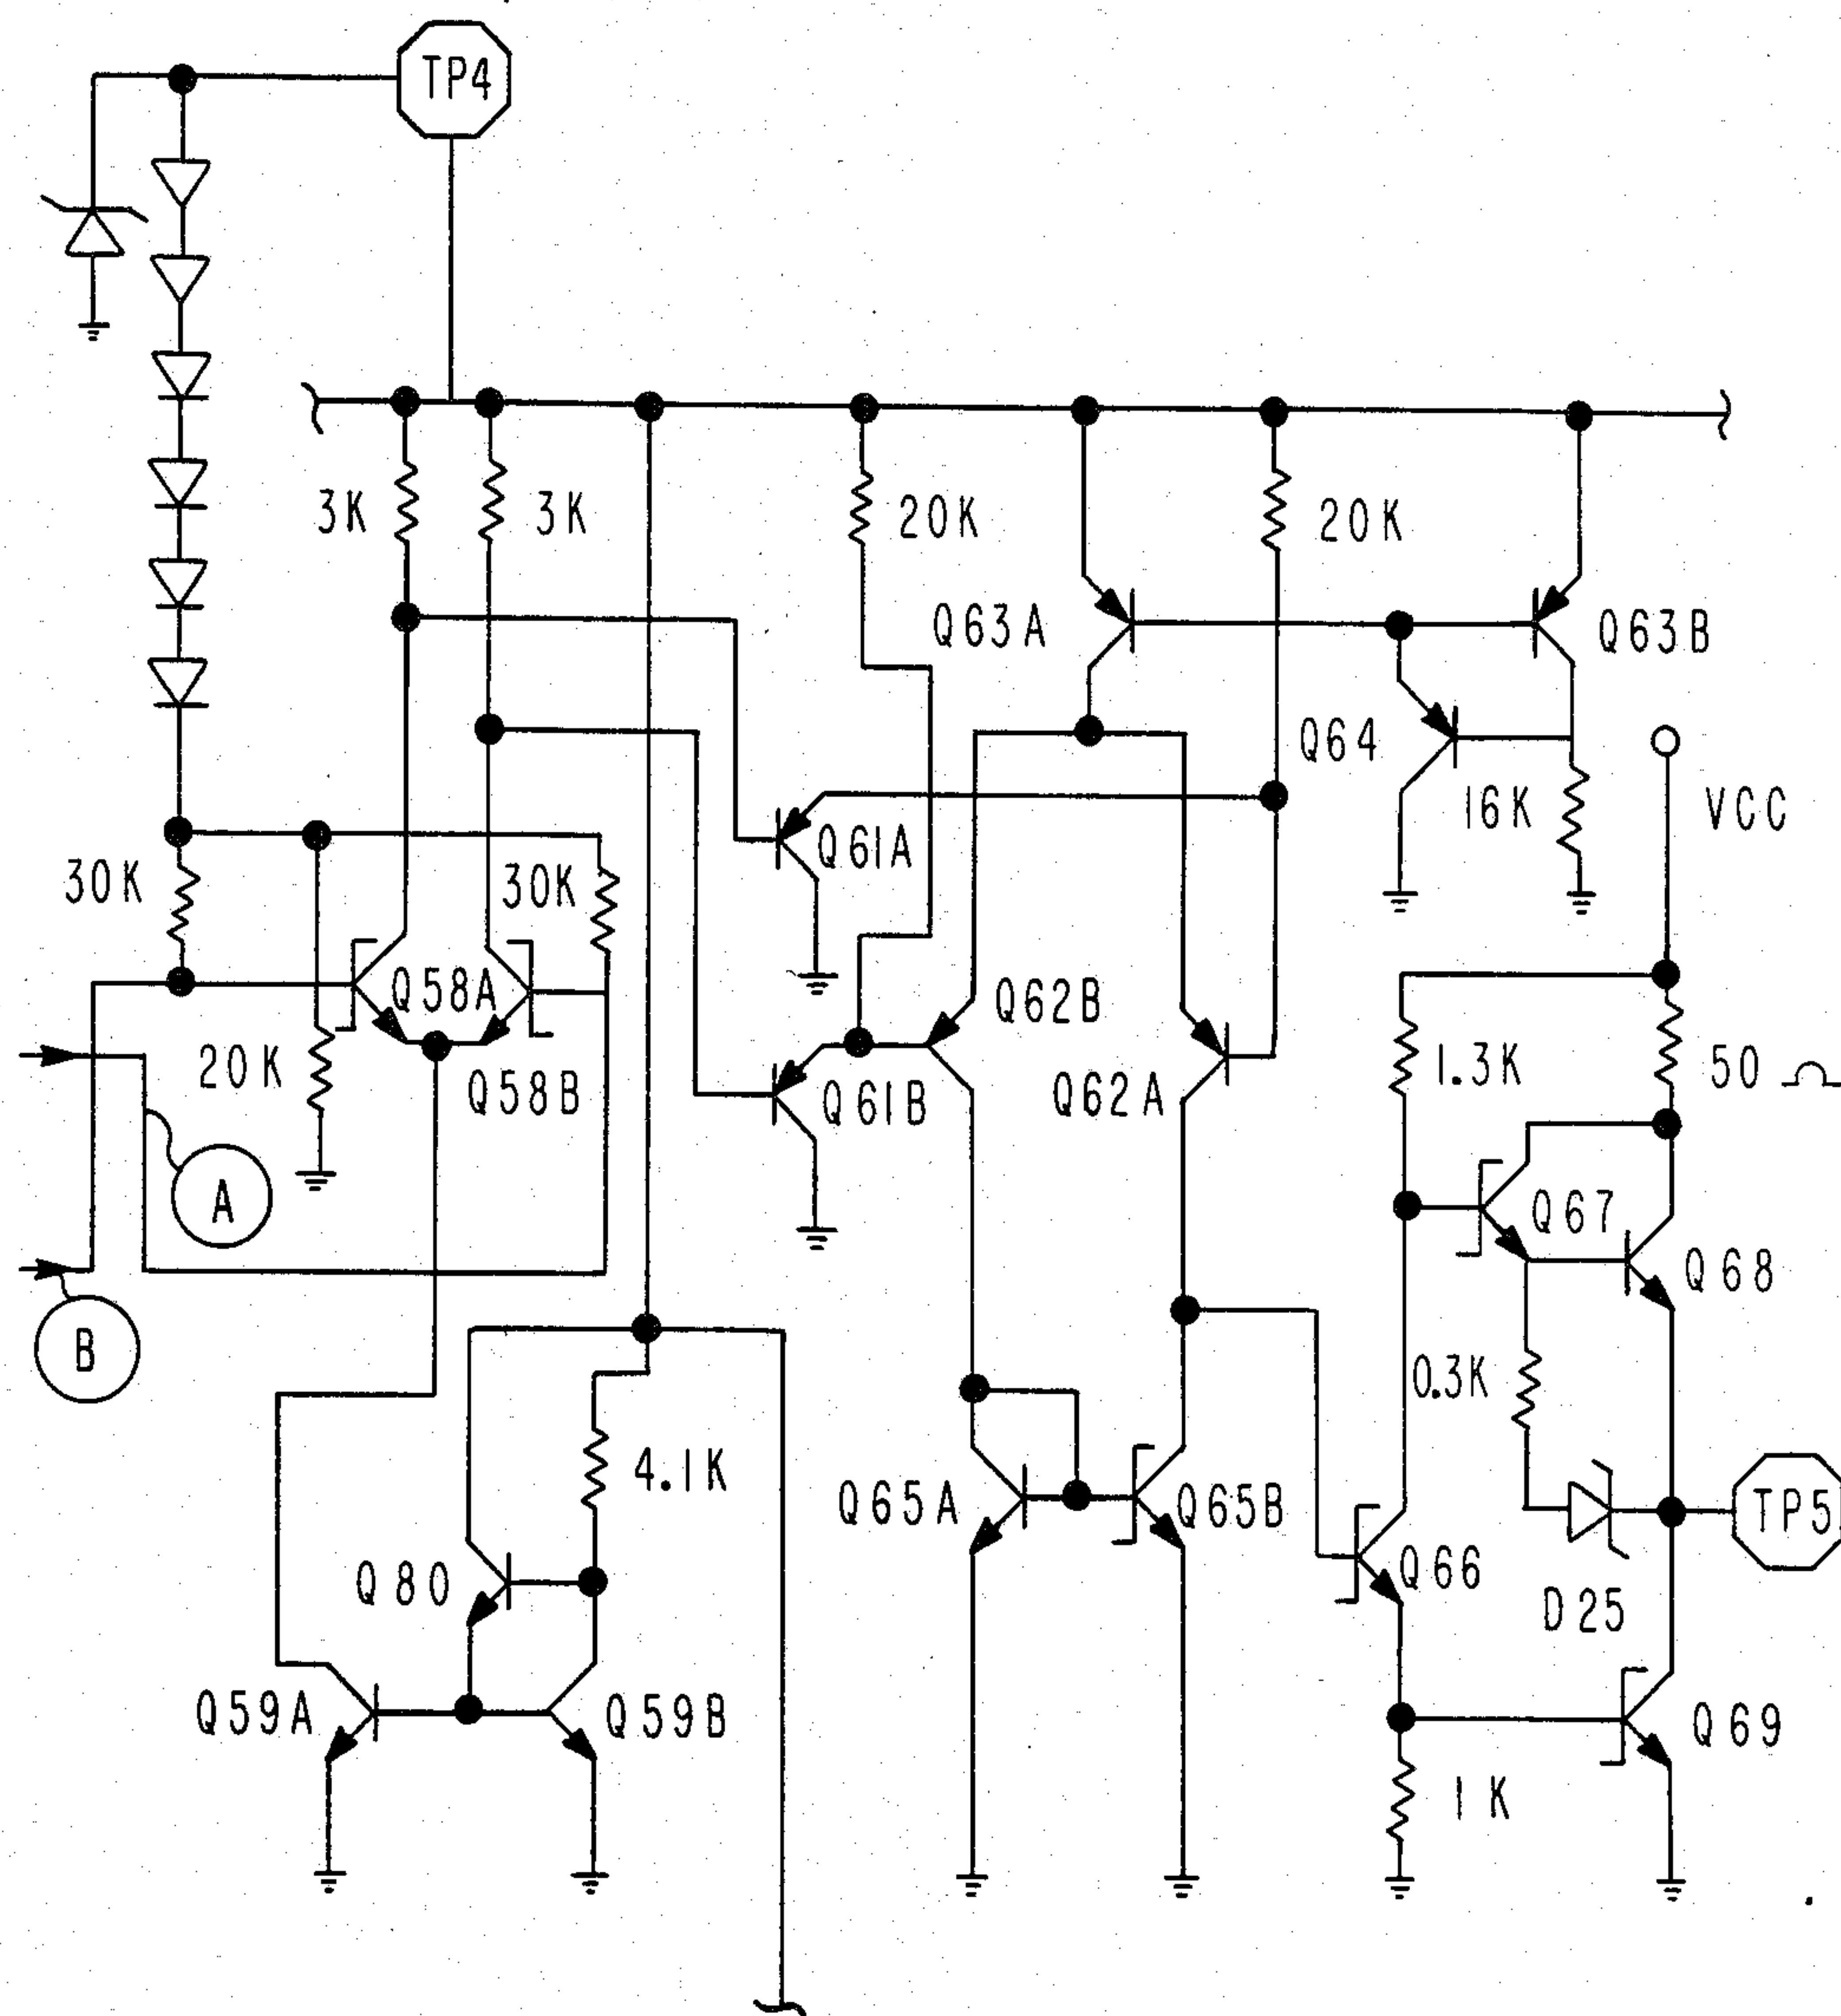 TP4
3K
3K
20K
20K
Q63A
Q63B
Q64
16K
VCC
Q61A
30K
30K
Q58A
Q62B
20K
Q58B
Q61B
Q62A
1.3K
50 Ω
A
Q67
Q68
B
0.3K
4.1K
Q65A
Q65B
TP5
Q80
Q66
D25
Q59A
Q59B
Q69
1K